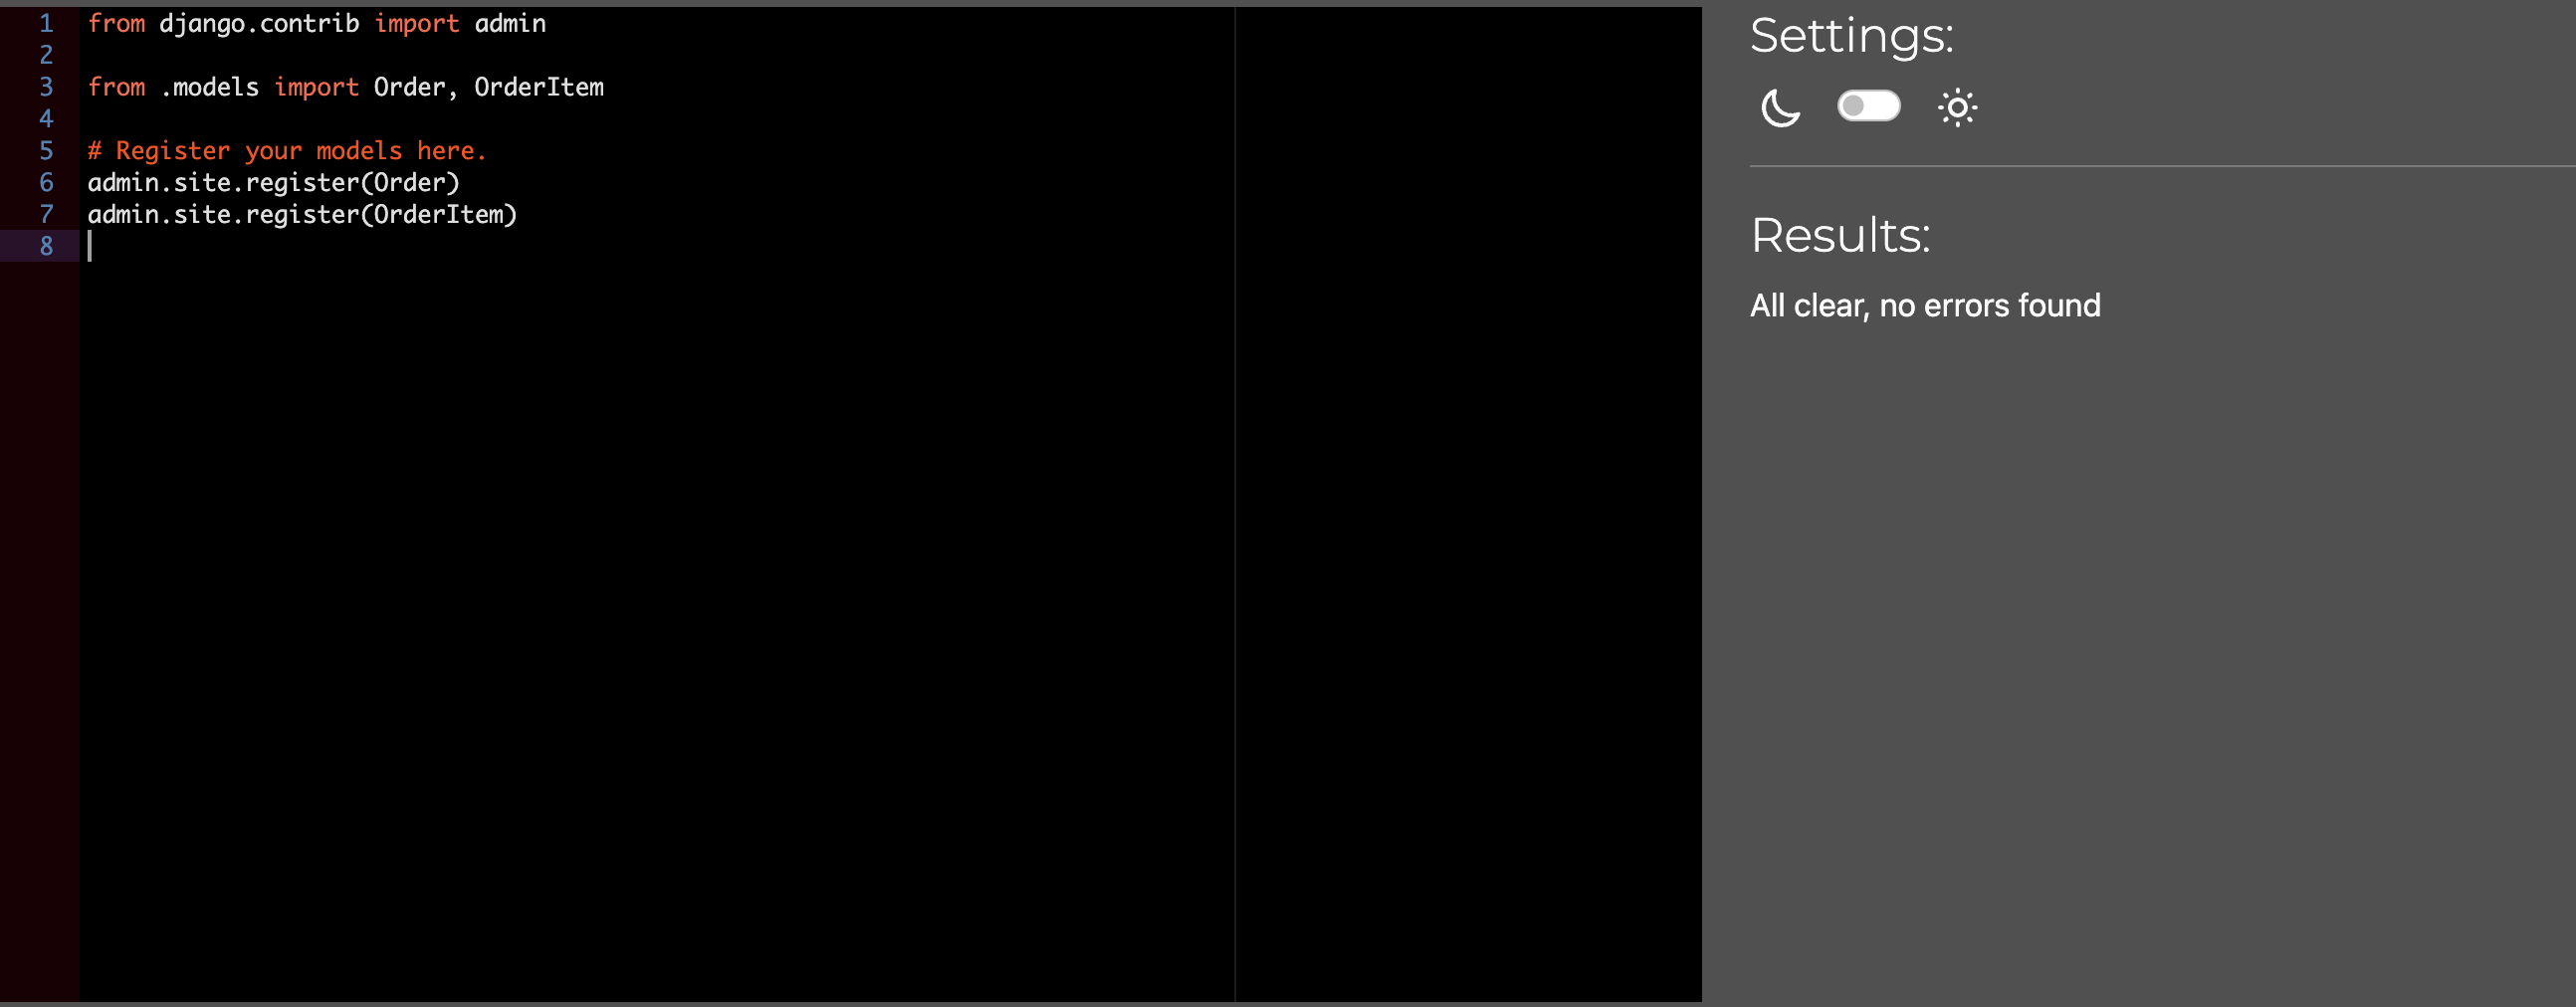 1 from django.contrib import admin
2
3 from .models import Order, OrderItem
4
5 # Register your models here.
6 admin.site.register(Order)
7 admin.site.register(OrderItem)
8
Settings:
Results:
All clear, no errors found